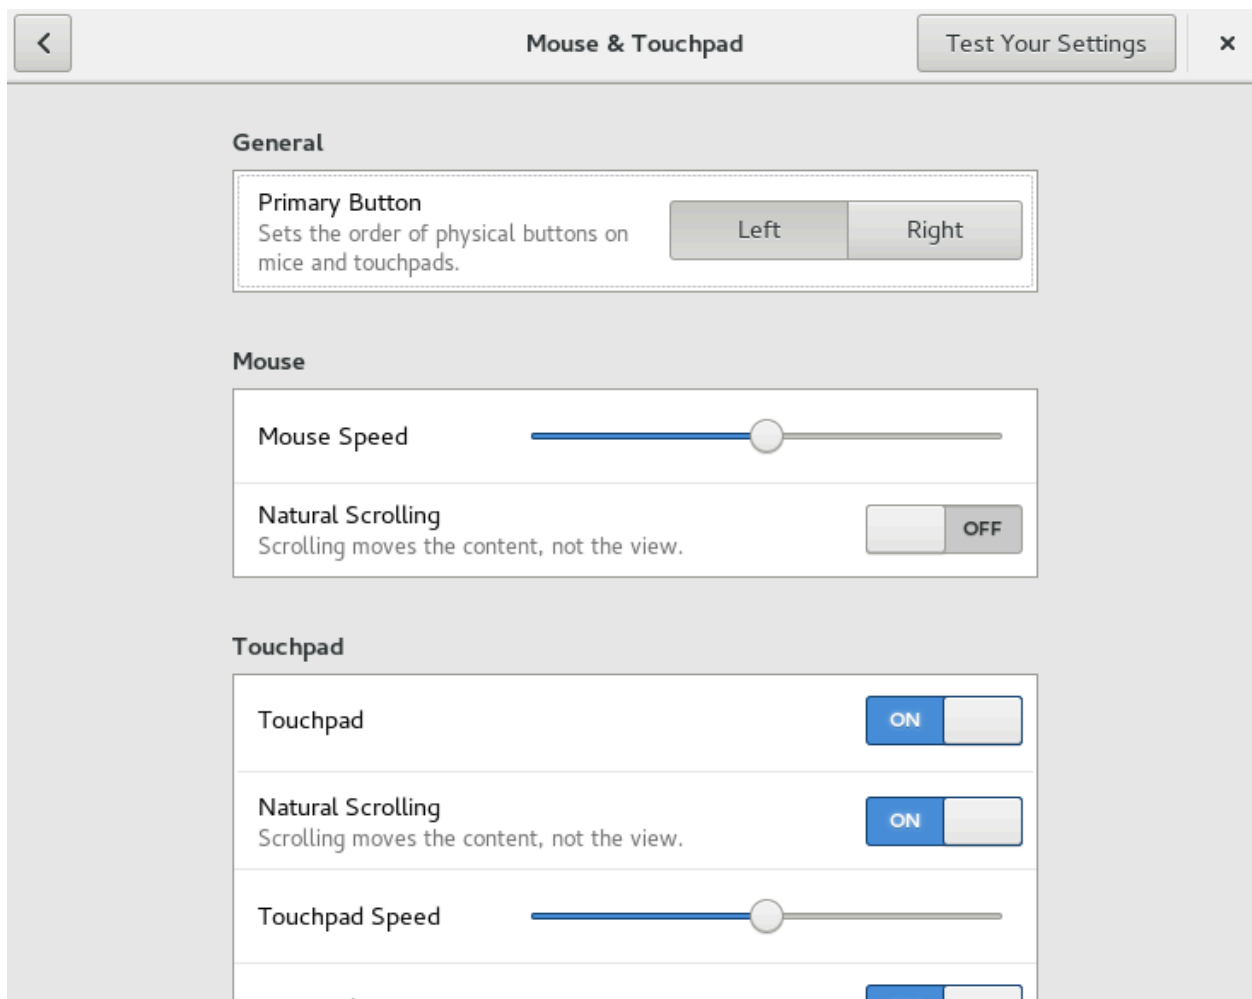 Mouse & Touchpad
Test Your Settings
General
Primary Button
Sets the order of physical buttons on
mice and touchpads.
Left
Right
Mouse
Mouse Speed
Natural Scrolling
Scrolling moves the content, not the view.
OFF
Touchpad
Touchpad
ON
Natural Scrolling
Scrolling moves the content, not the view.
ON
Touchpad Speed